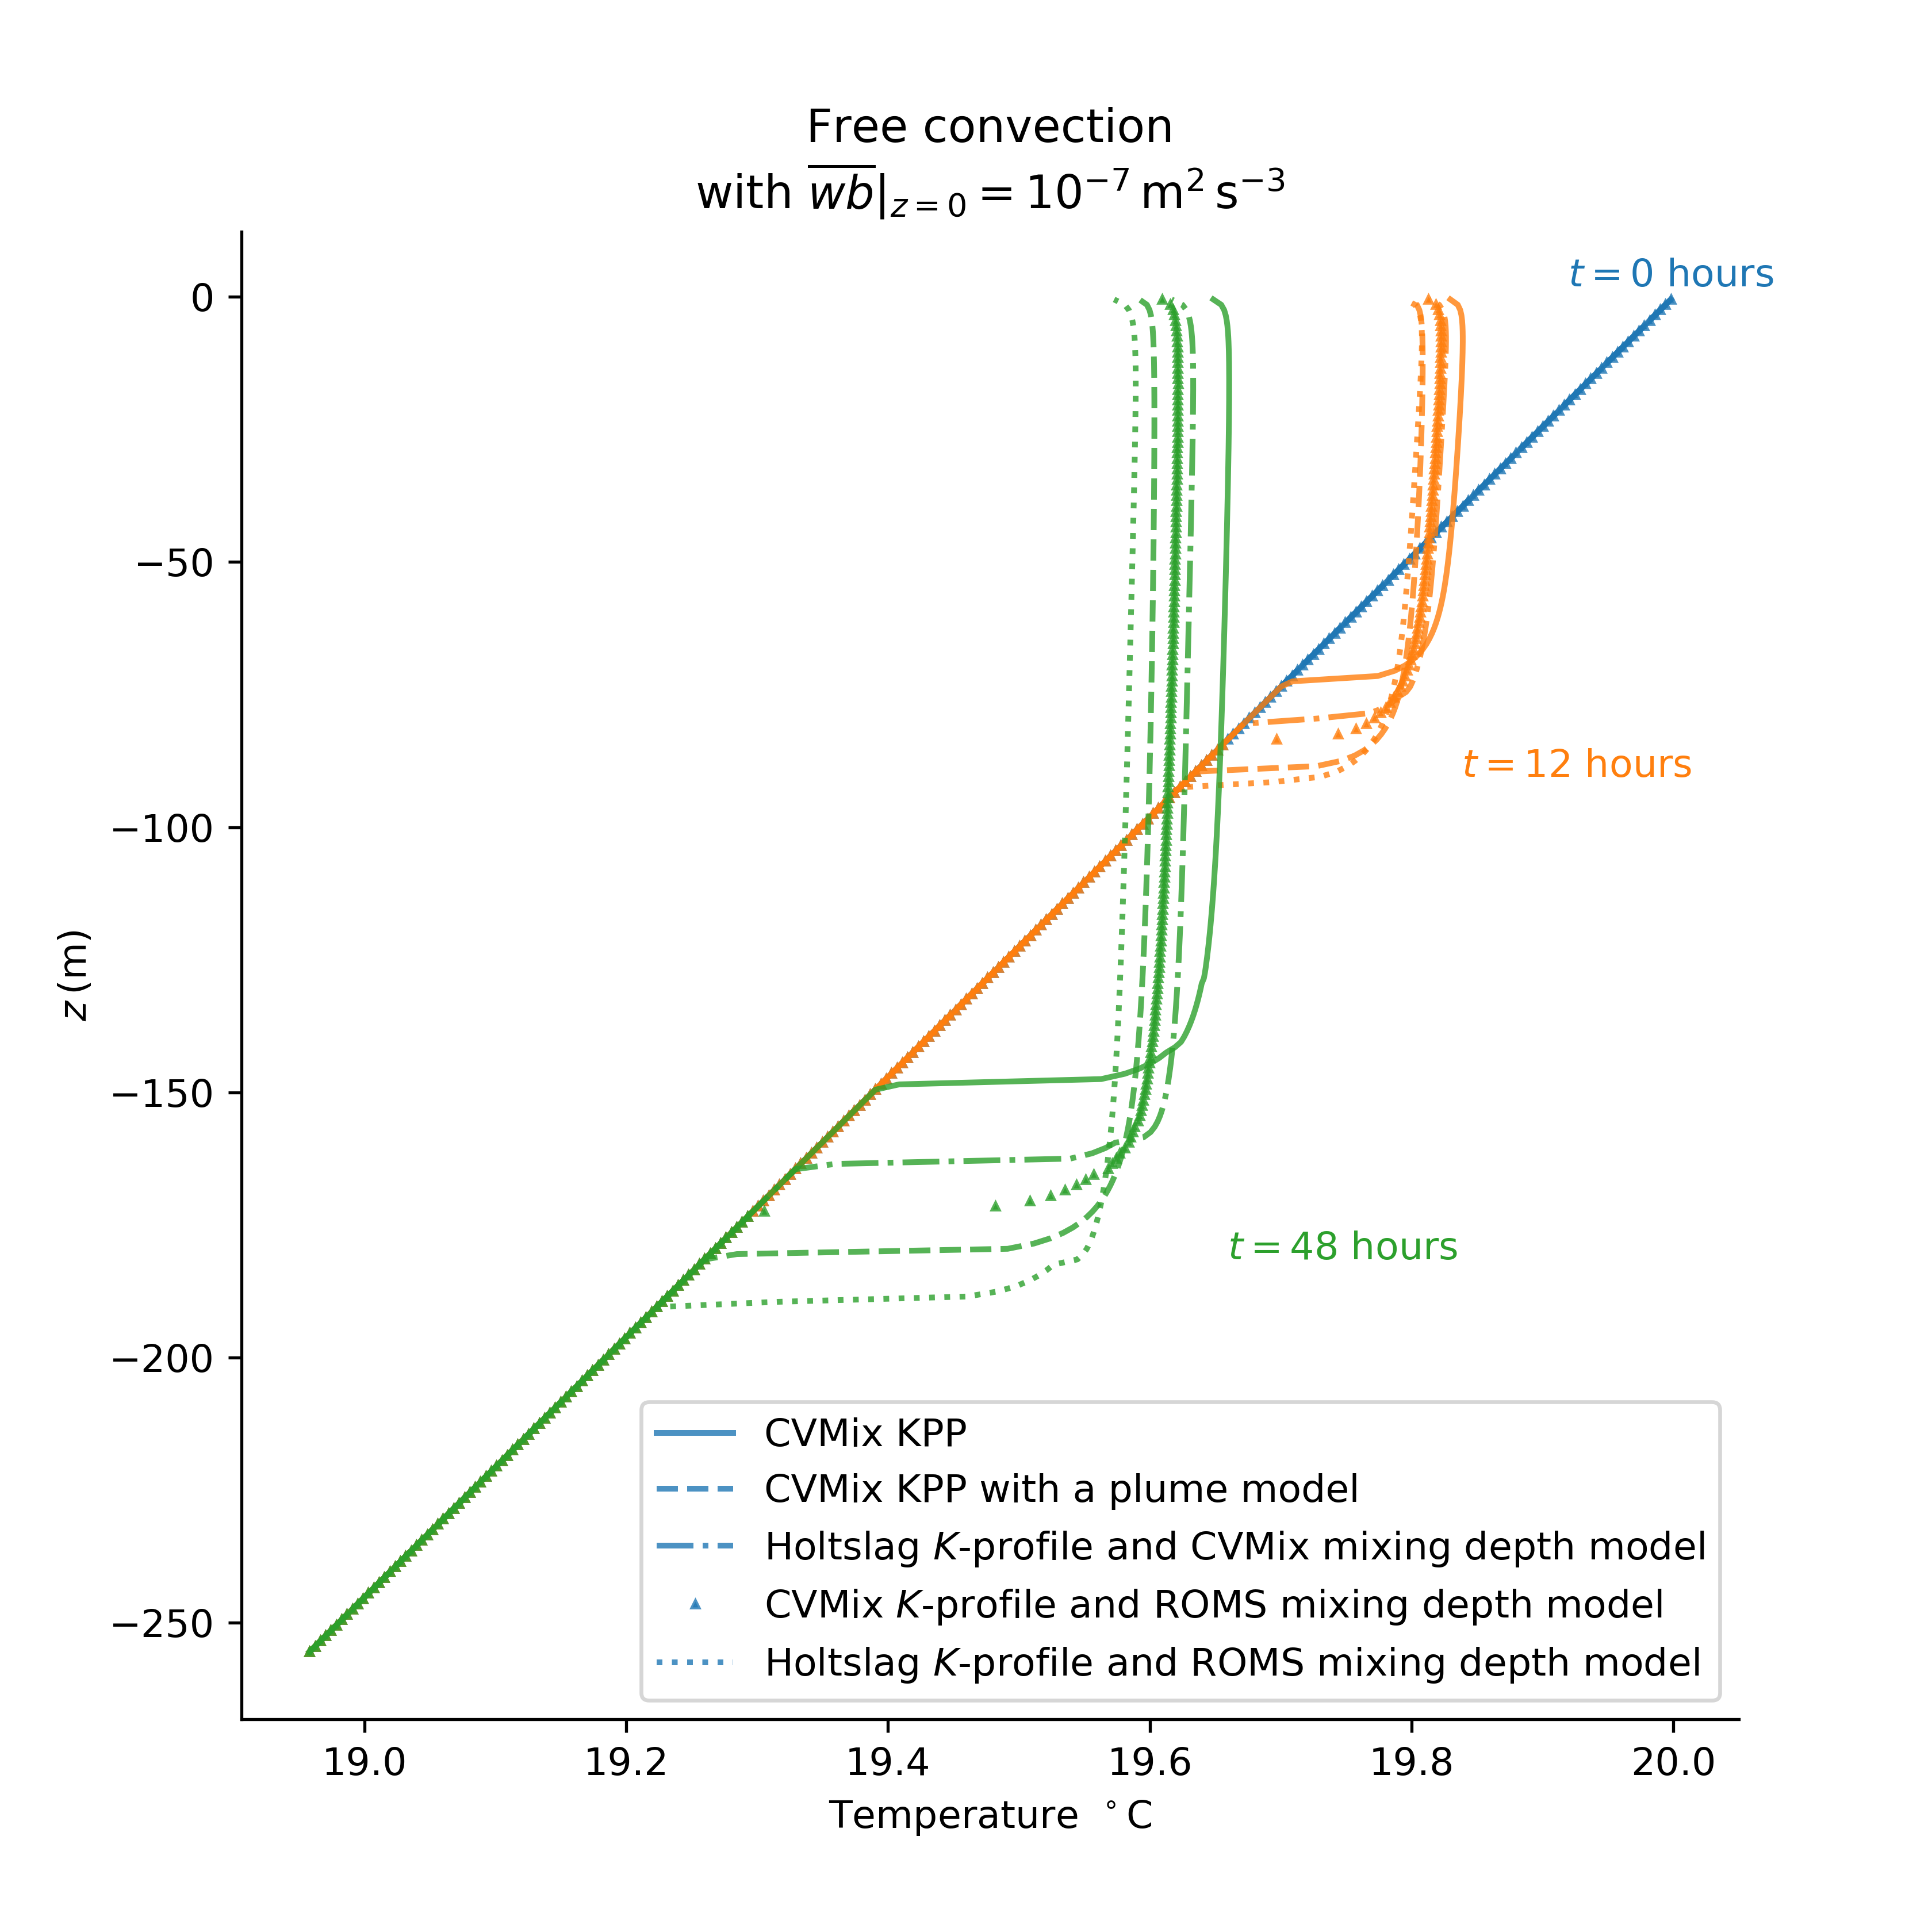 Free convection
with $\overline{wb}|_{z=0} = 10^{-7}\,\mathrm{m}^2\,\mathrm{s}^{-3}$
t = 0 hours
0
−50
t = 12 hours
−100
z (m)
−150
t = 48 hours
−200
CVMix KPP
CVMix KPP with a plume model
Holtslag K-profile and CVMix mixing depth model
CVMix K-profile and ROMS mixing depth model
−250
Holtslag K-profile and ROMS mixing depth model
19.0 19.2 19.4 19.6 19.8 20.0
Temperature °C